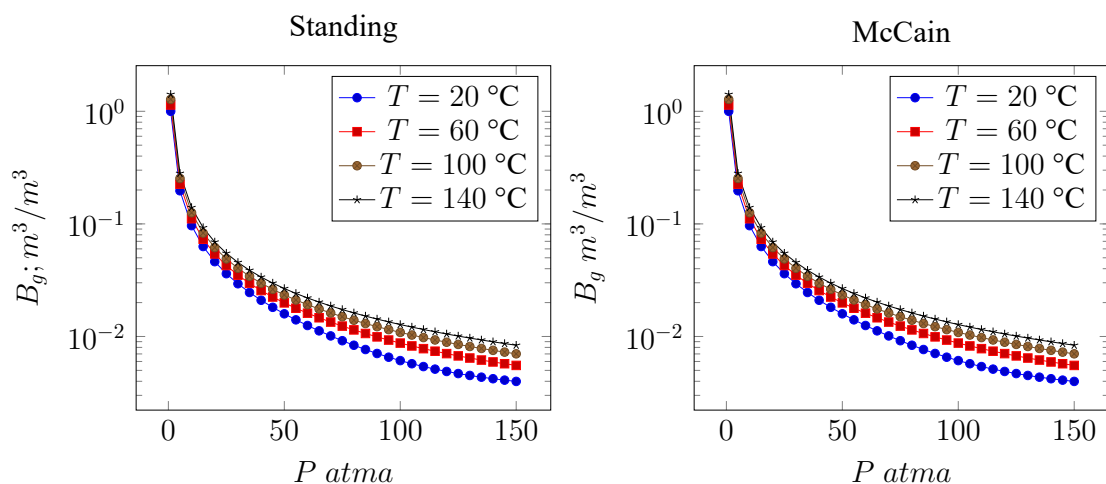 Standing
10^0
10^{-1}
10^{-2}
B_g; m^3/m^3
T = 20 °C
T = 60 °C
T = 100 °C
T = 140 °C
0 50 100 150
P atma
McCain
10^0
10^{-1}
10^{-2}
B_g m^3/m^3
T = 20 °C
T = 60 °C
T = 100 °C
T = 140 °C
0 50 100 150
P atma